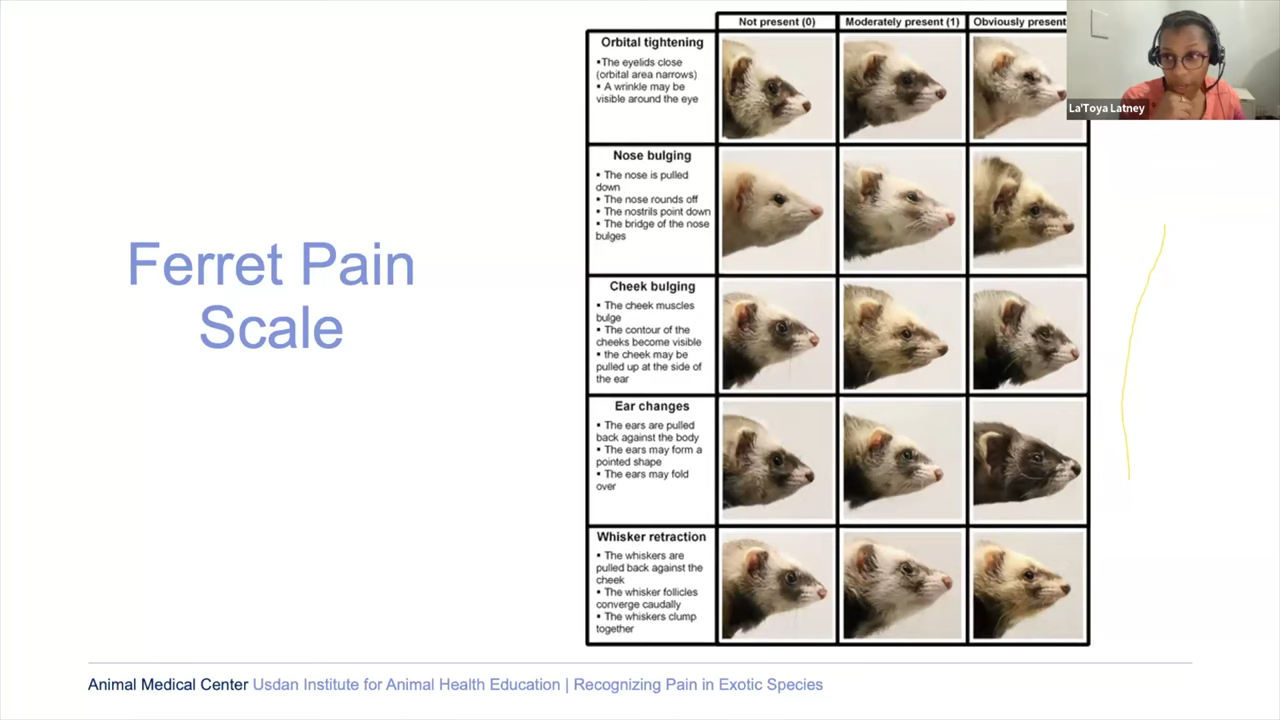 Not present (0)
Moderately present (1)
Obviously present
La'Toya Latney
Ferret Pain
Scale
Orbital tightening
▪The eyelids close
(orbital area narrows)
▪ A wrinkle may be
visible around the eye
Nose bulging
▪ The nose is pulled
down
▪ The nose rounds off
▪ The nostrils point down
▪ The bridge of the nose
bulges
Cheek bulging
▪ The cheek muscles
bulge
▪ The contour of the
cheeks become visible
▪ the cheek may be
pulled up at the side of
the ear
Ear changes
▪ The ears are pulled
back against the body
▪ The ears may form a
pointed shape
▪ The ears may fold
over
Whisker retraction
▪ The whiskers are
pulled back against the
cheek
▪ The whisker follicles
converge caudally
▪ The whiskers clump
together
Animal Medical Center Usdan Institute for Animal Health Education | Recognizing Pain in Exotic Species